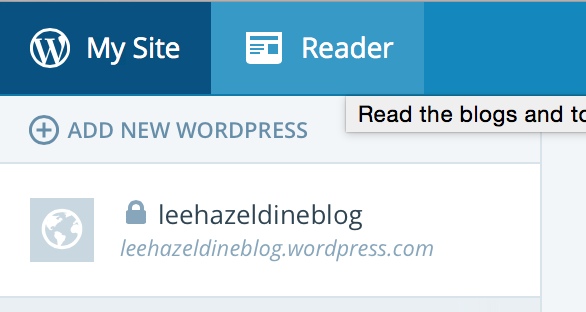 My Site
Reader
Read the blogs and to
ADD NEW WORDPRESS
leehazeldineblog
leehazeldineblog.wordpress.com